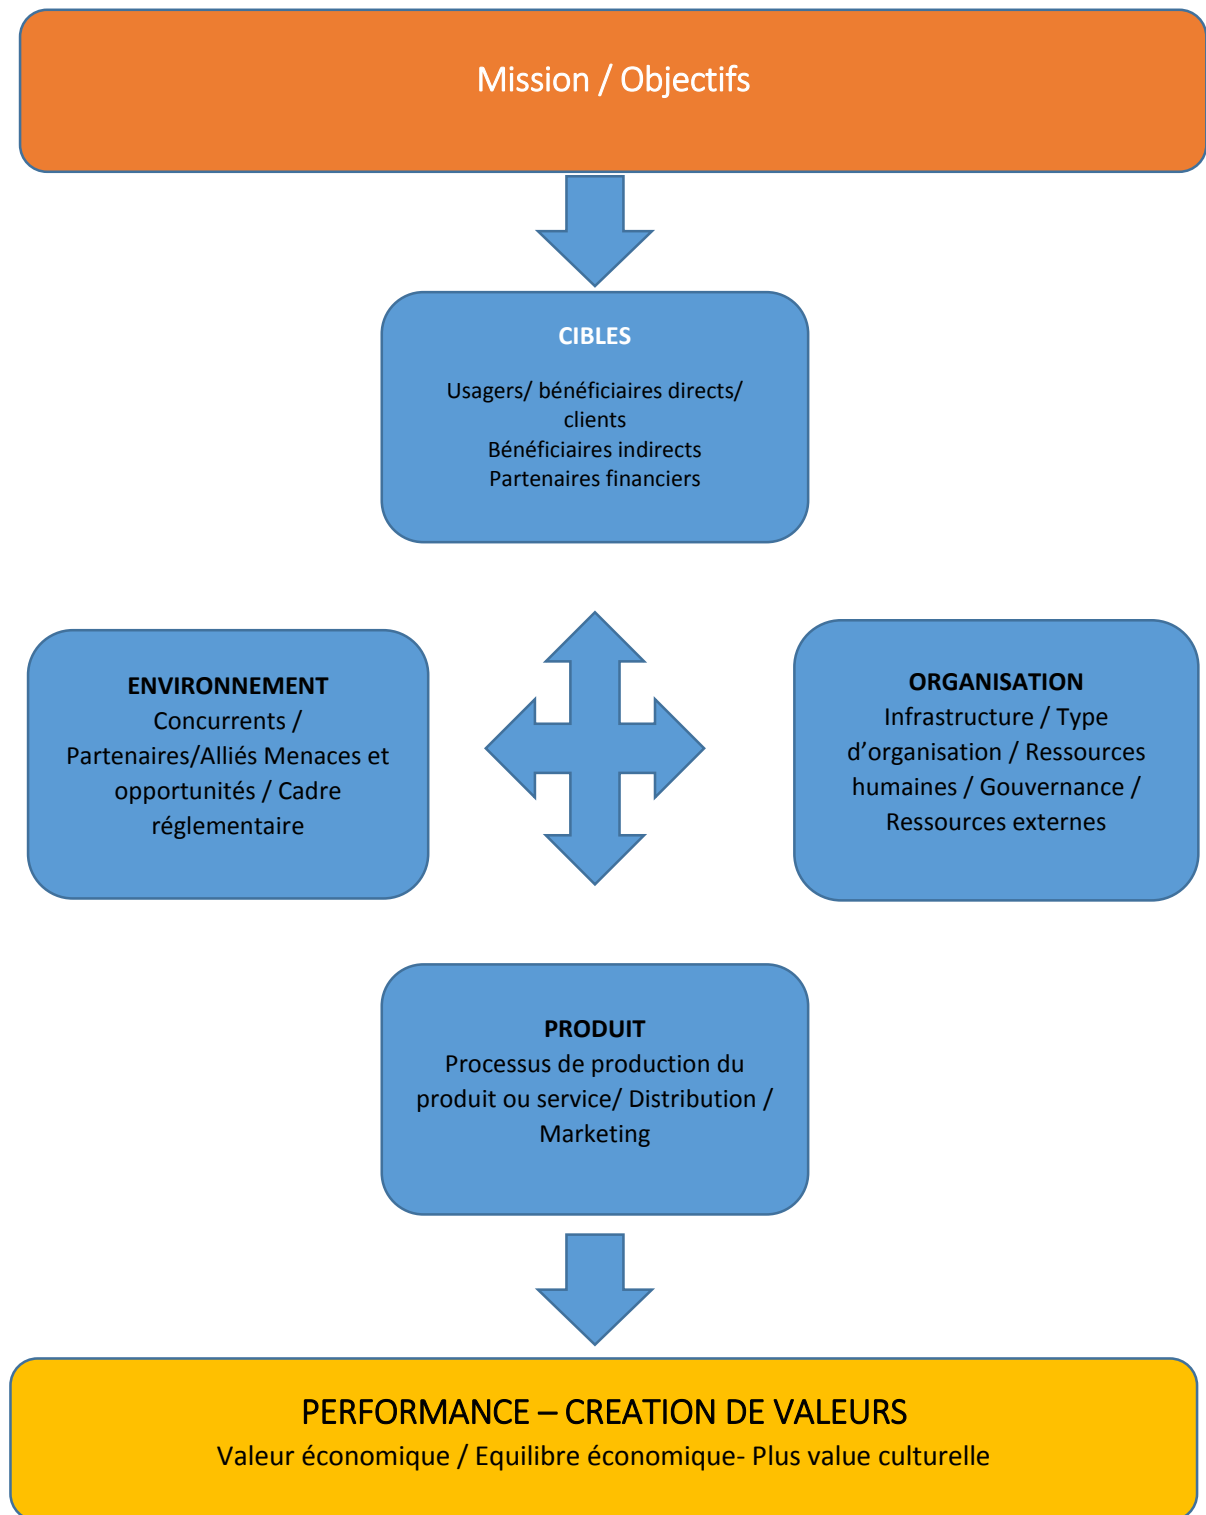 Mission / Objectifs
CIBLES
Usagers/ bénéficiaires directs/
clients
Bénéficiaires indirects
Partenaires financiers
ENVIRONNEMENT
Concurrents /
Partenaires/Alliés Menaces et
opportunités / Cadre
réglementaire
ORGANISATION
Infrastructure / Type
d’organisation / Ressources
humaines / Gouvernance /
Ressources externes
PRODUIT
Processus de production du
produit ou service/ Distribution /
Marketing
PERFORMANCE – CREATION DE VALEURS
Valeur économique / Equilibre économique- Plus value culturelle